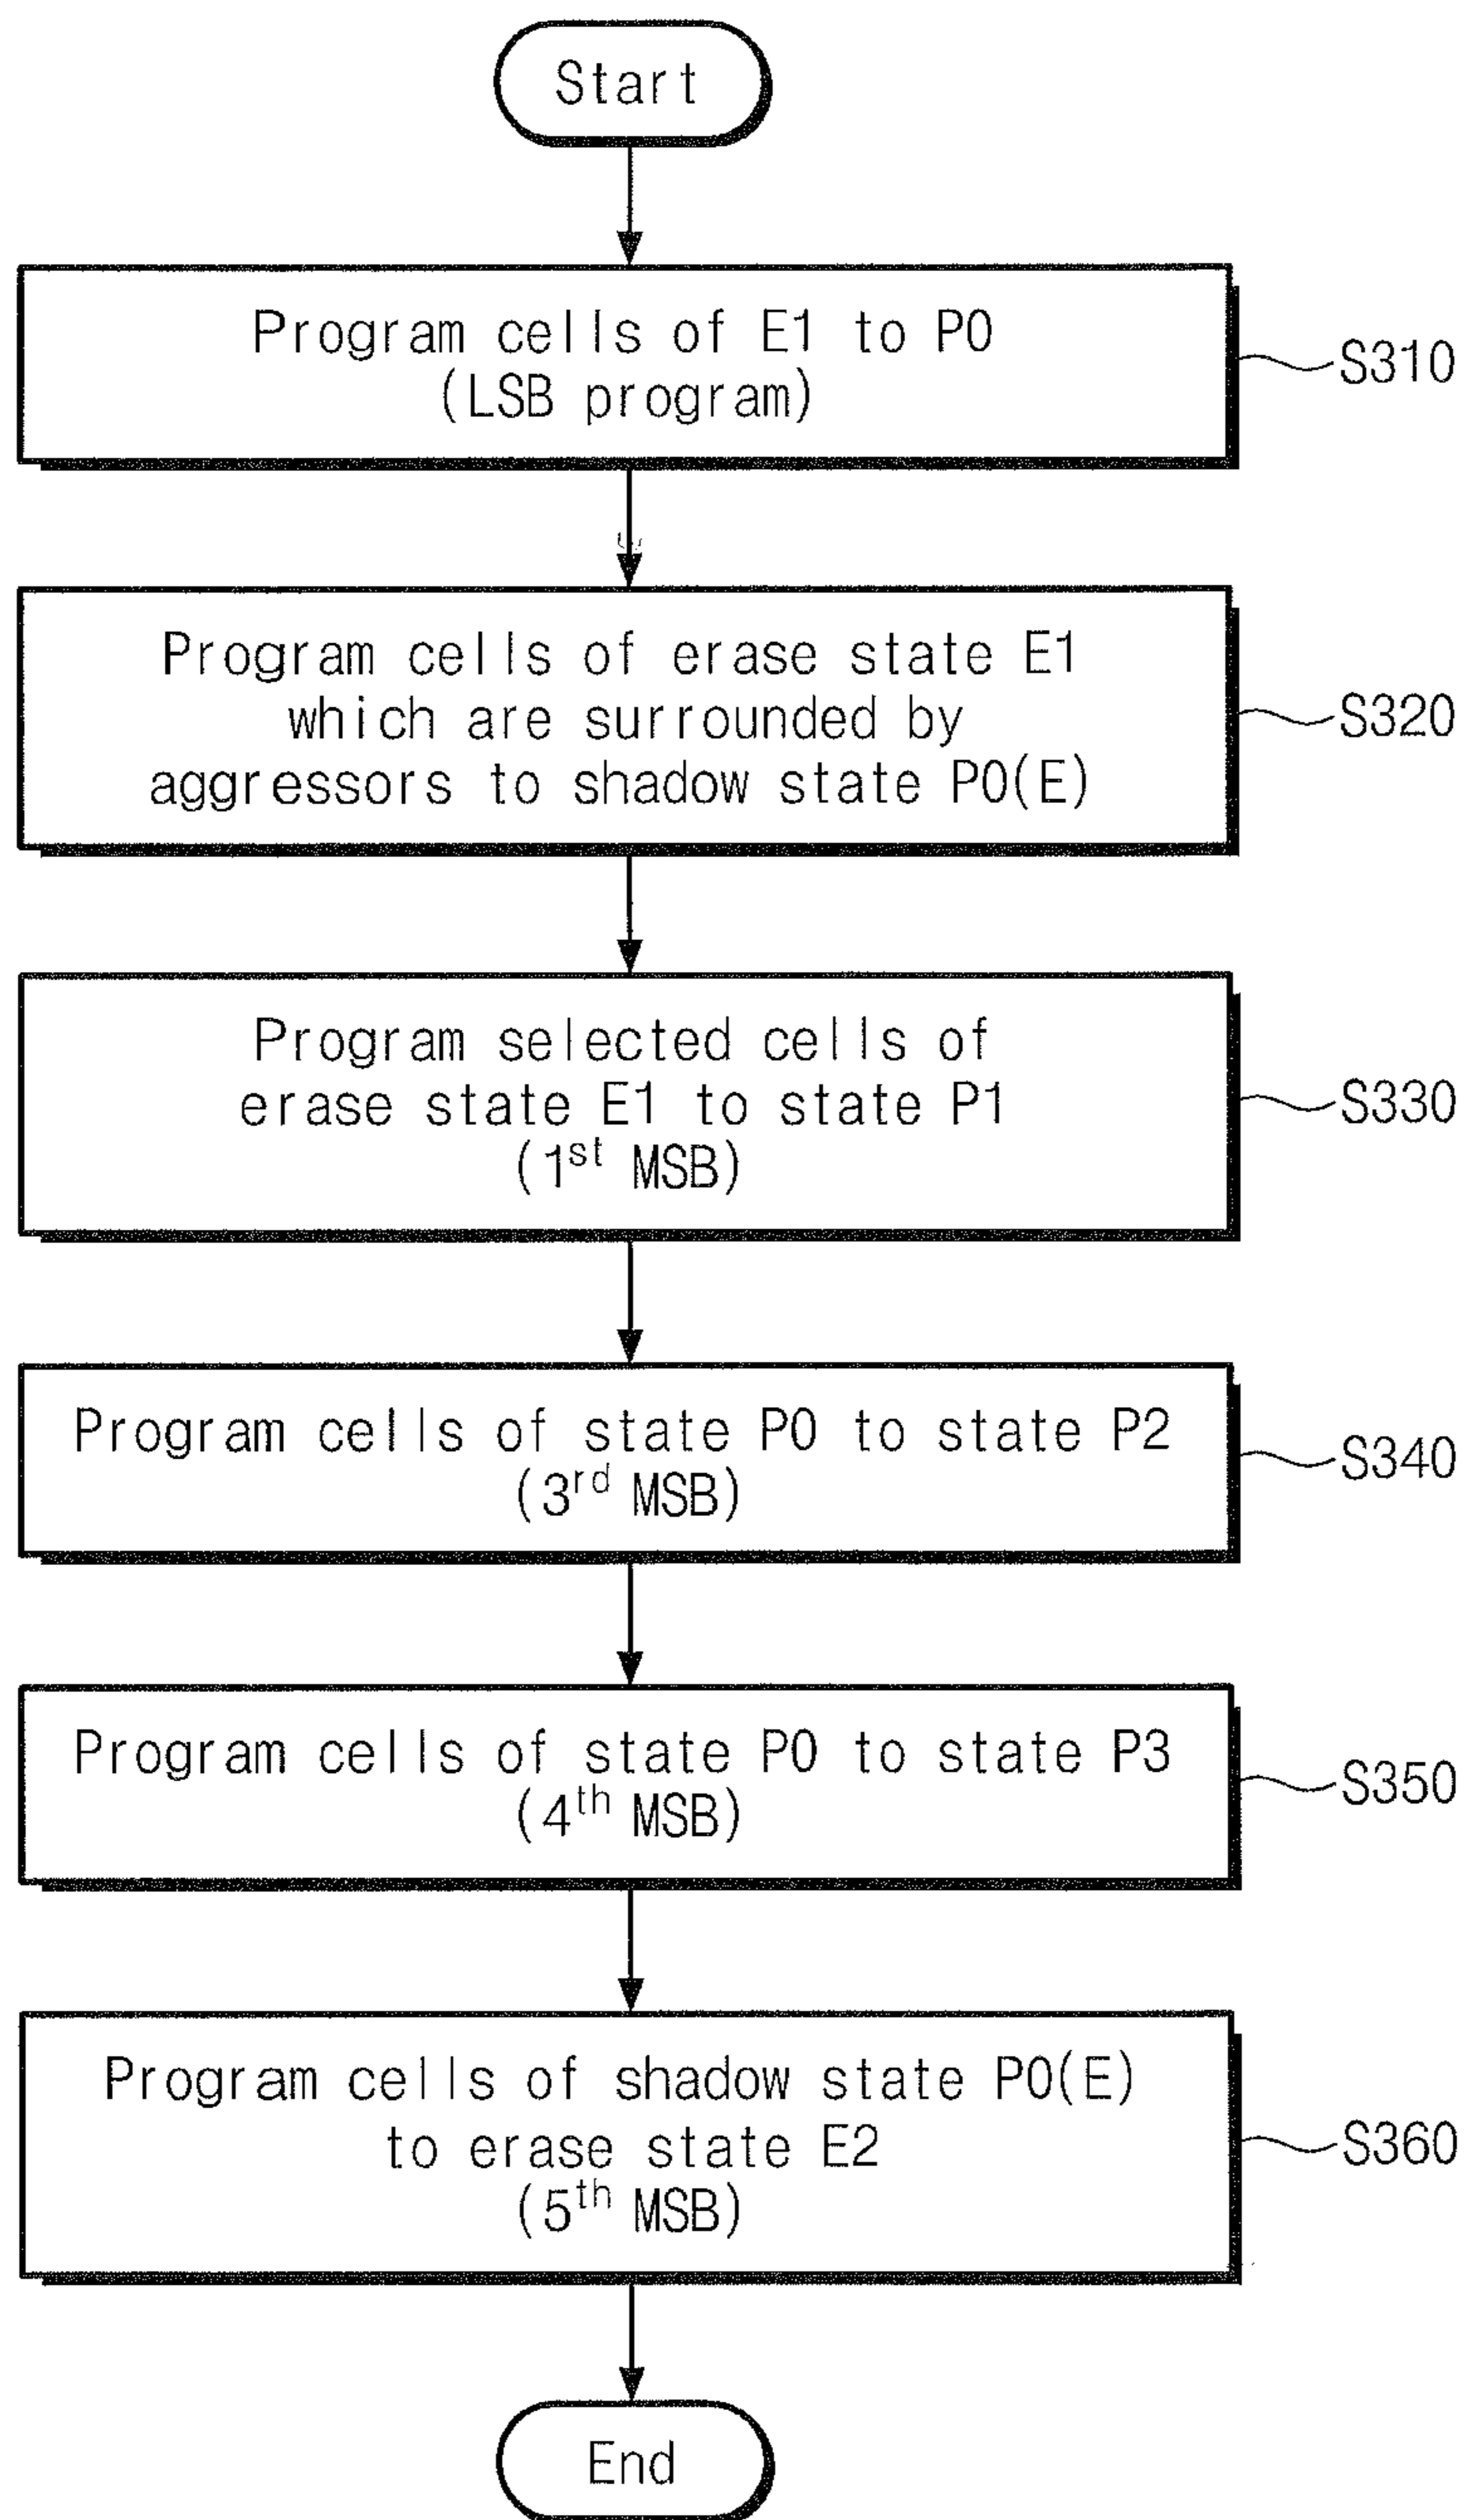 Start
Program cells of E1 to P0
(LSB program)
S310
Program cells of erase state E1
which are surrounded by
aggressors to shadow state P0(E)
S320
Program selected cells of
erase state E1 to state P1
(1st MSB)
S330
Program cells of state P0 to state P2
(3rd MSB)
S340
Program cells of state P0 to state P3
(4th MSB)
S350
Program cells of shadow state P0(E)
to erase state E2
(5th MSB)
S360
End